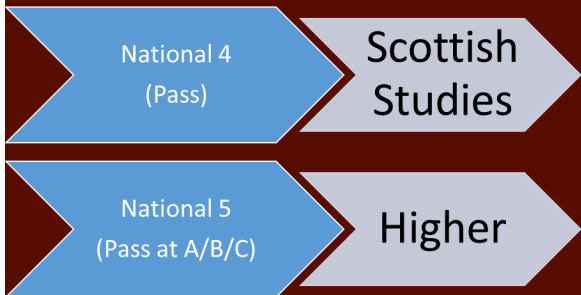 National 4
(Pass)
Scottish
Studies
National 5
(Pass at A/B/C)
Higher